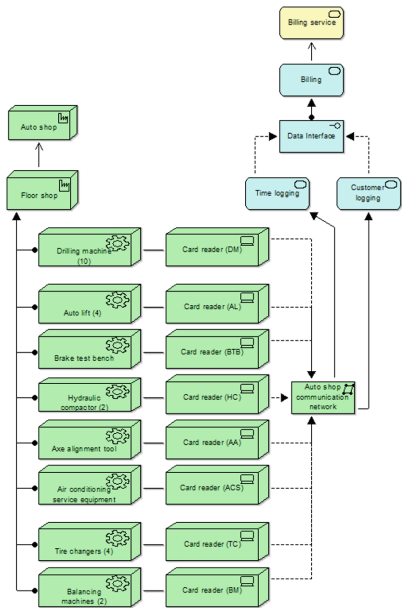 Billing service
Billing
Auto shop
Data Interface
Floor shop
Time logging
Customer
logging
Drilling machine
(10)
Card reader (DM)
Auto lift (4)
Card reader (AL)
Brake test bench
Card reader (BTB)
Hydraulic
compactor (2)
Card reader (HC)
Auto shop
communication
network
Axe alignment tool
Card reader (AA)
Air conditioning
service equipment
Card reader (ACS)
Tire changers (4)
Card reader (TC)
Balancing
machines (2)
Card reader (BM)